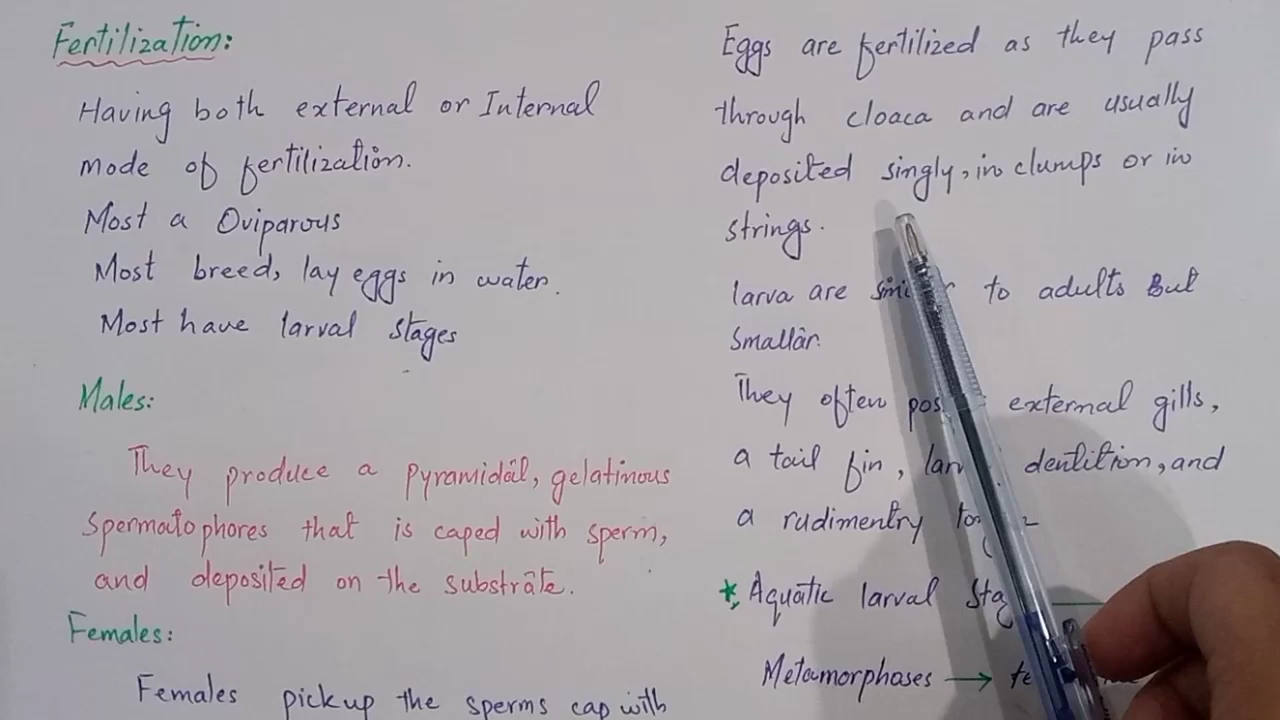 Fertilization:
Having both external or Internal
mode of fertilization.
Most a Oviparous
Most breed, lay eggs in water.
Most have larval stages
Males:
They produce a pyramidal, gelatinous
Spermatophores that is caped with sperm,
and deposited on the substrate.
Females:
Females pickup the sperms cap with
Eggs are fertilized as they pass
through cloaca and are usually
deposited singly, in clumps or in
strings.
larva are to adults But
Smallar.
They often external gills,
a tail fin, dentition, and
a rudimentry
*, Aquatic larval
Metamorphases →